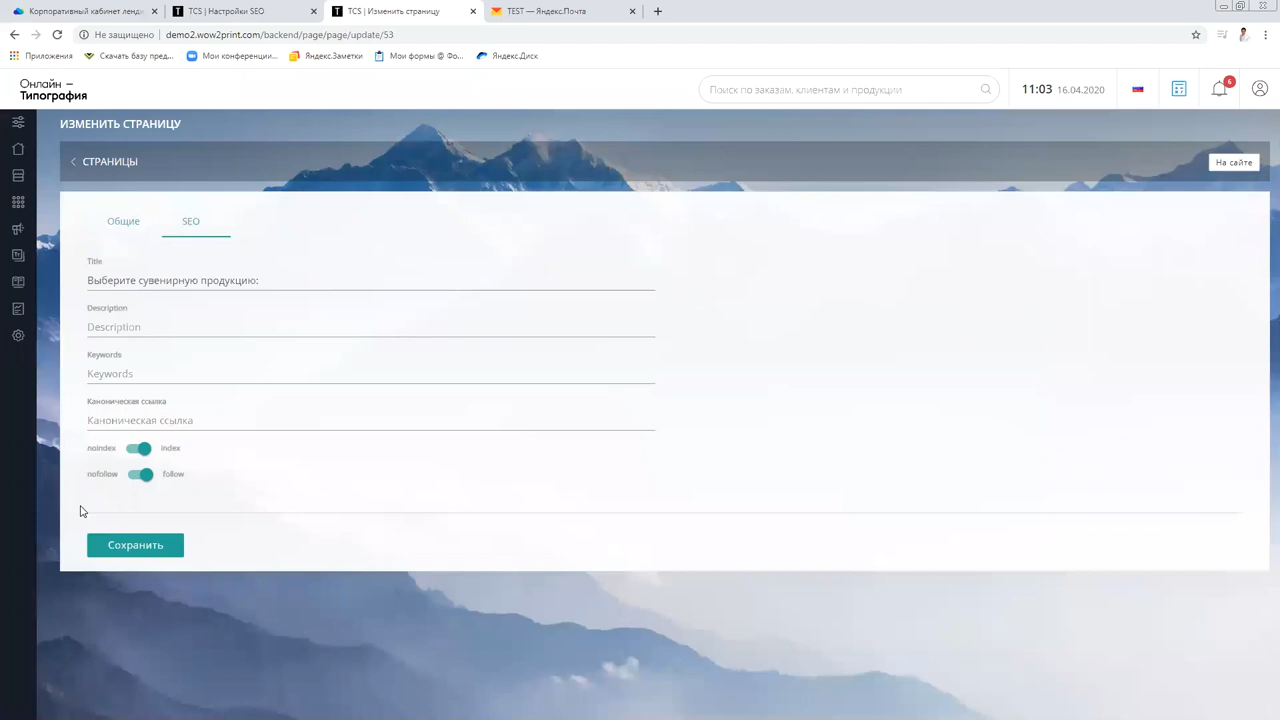 Корпоративный кабинет ленди
TCS | Настройки SEO
TCS | Изменить страницу
TEST — Яндекс.Почта
Не защищено
demo2.wow2print.com/backend/page/page/update/53
Приложения
Скачать базу пред...
Мои конференци...
Яндекс.Заметки
Мои формы @ Фо...
Яндекс.Диск
Онлайн –
Типография
Поиск по заказам, клиентам и продукции
11:03 16.04.2020
6
ИЗМЕНИТЬ СТРАНИЦУ
СТРАНИЦЫ
На сайте
Общие
SEO
Title
Выберите сувенирную продукцию:
Description
Description
Keywords
Keywords
Каноническая ссылка
Каноническая ссылка
noindex index
nofollow follow
Сохранить